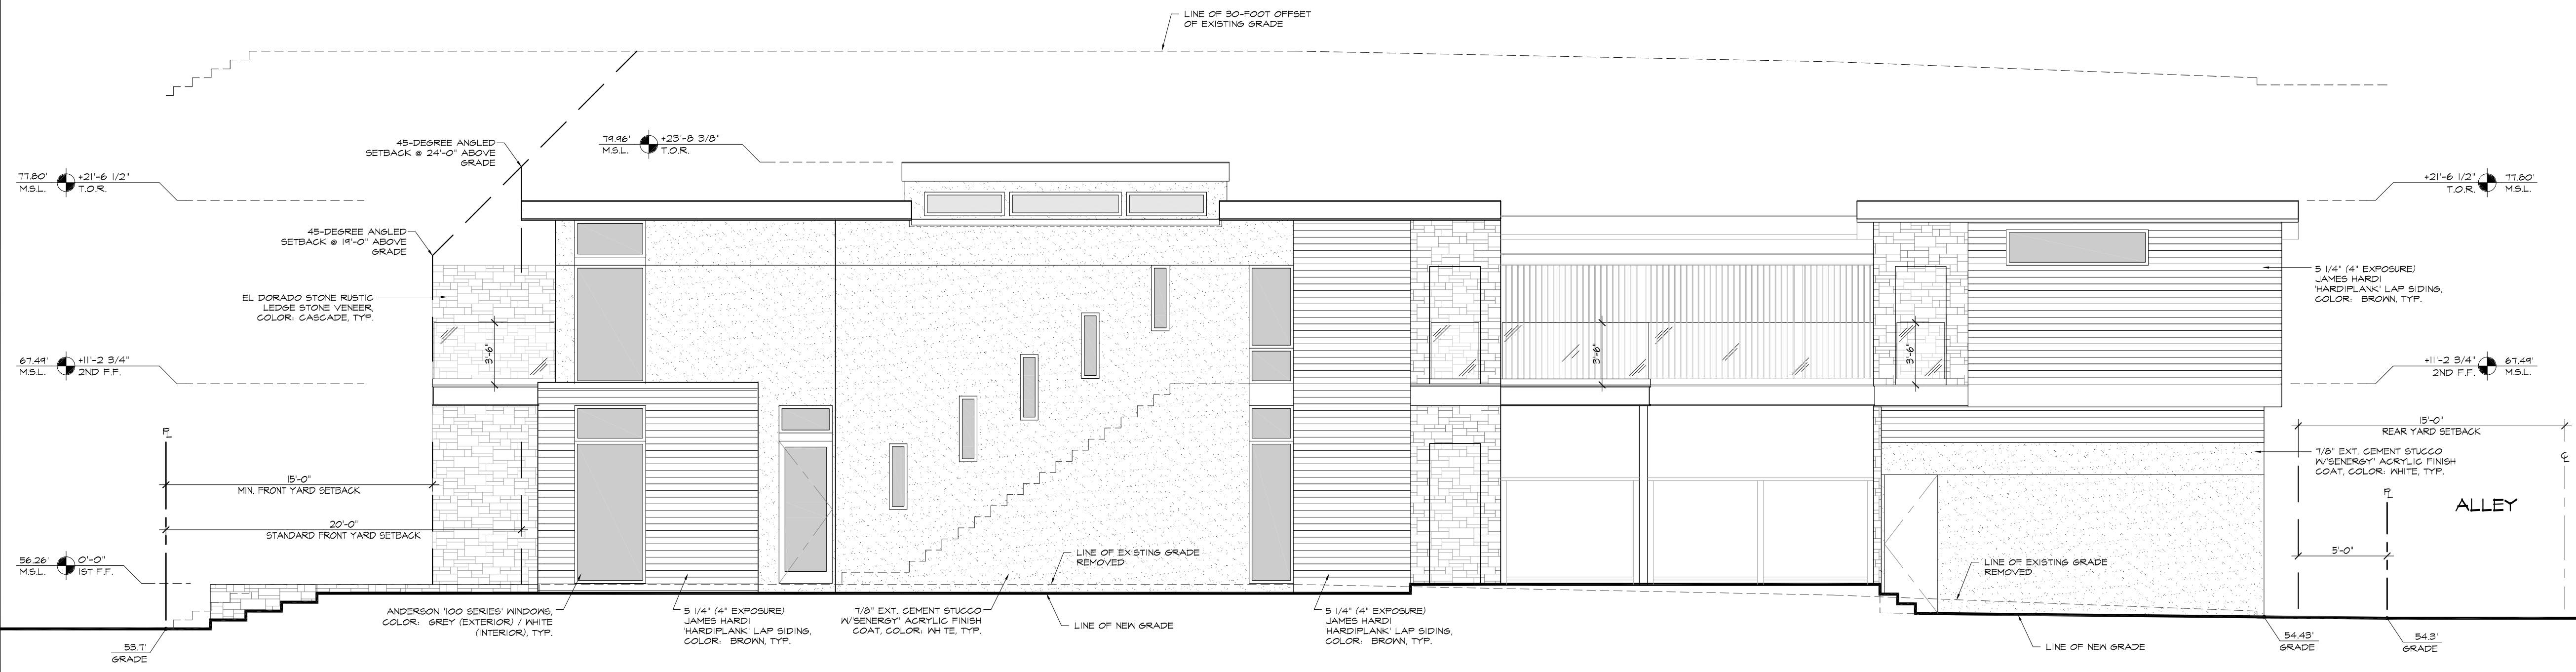 LINE OF 30-FOOT OFFSET
OF EXISTING GRADE
45-DEGREE ANGLED
SETBACK @ 24'-0" ABOVE
GRADE
79.96'
M.S.L.
+23'-8 3/8"
T.O.R.
77.80'
M.S.L.
+21'-6 1/2"
T.O.R.
+21'-6 1/2"
T.O.R.
77.80'
M.S.L.
45-DEGREE ANGLED
SETBACK @ 19'-0" ABOVE
GRADE
EL DORADO STONE RUSTIC
LEDGE STONE VENEER,
COLOR: CASCADE, TYP.
5 1/4" (4" EXPOSURE)
JAMES HARDI
'HARDIPLANK' LAP SIDING,
COLOR: BROWN, TYP.
3'-6"
3'-6"
3'-6"
67.49'
M.S.L.
+11'-2 3/4"
2ND F.F.
+11'-2 3/4"
2ND F.F.
67.49'
M.S.L.
PL
15'-0"
REAR YARD SETBACK
7/8" EXT. CEMENT STUCCO
W/'SENERGY' ACRYLIC FINISH
COAT, COLOR: WHITE, TYP.
CL
15'-0"
MIN. FRONT YARD SETBACK
PL
ALLEY
20'-0"
STANDARD FRONT YARD SETBACK
5'-0"
56.26'
M.S.L.
0'-0"
1ST F.F.
LINE OF EXISTING GRADE
REMOVED
LINE OF EXISTING GRADE
REMOVED
ANDERSON '100 SERIES' WINDOWS,
COLOR: GREY (EXTERIOR) / WHITE
(INTERIOR), TYP.
5 1/4" (4" EXPOSURE)
JAMES HARDI
'HARDIPLANK' LAP SIDING,
COLOR: BROWN, TYP.
7/8" EXT. CEMENT STUCCO
W/'SENERGY' ACRYLIC FINISH
COAT, COLOR: WHITE, TYP.
LINE OF NEW GRADE
5 1/4" (4" EXPOSURE)
JAMES HARDI
'HARDIPLANK' LAP SIDING,
COLOR: BROWN, TYP.
53.7'
GRADE
LINE OF NEW GRADE
54.43'
GRADE
54.3'
GRADE